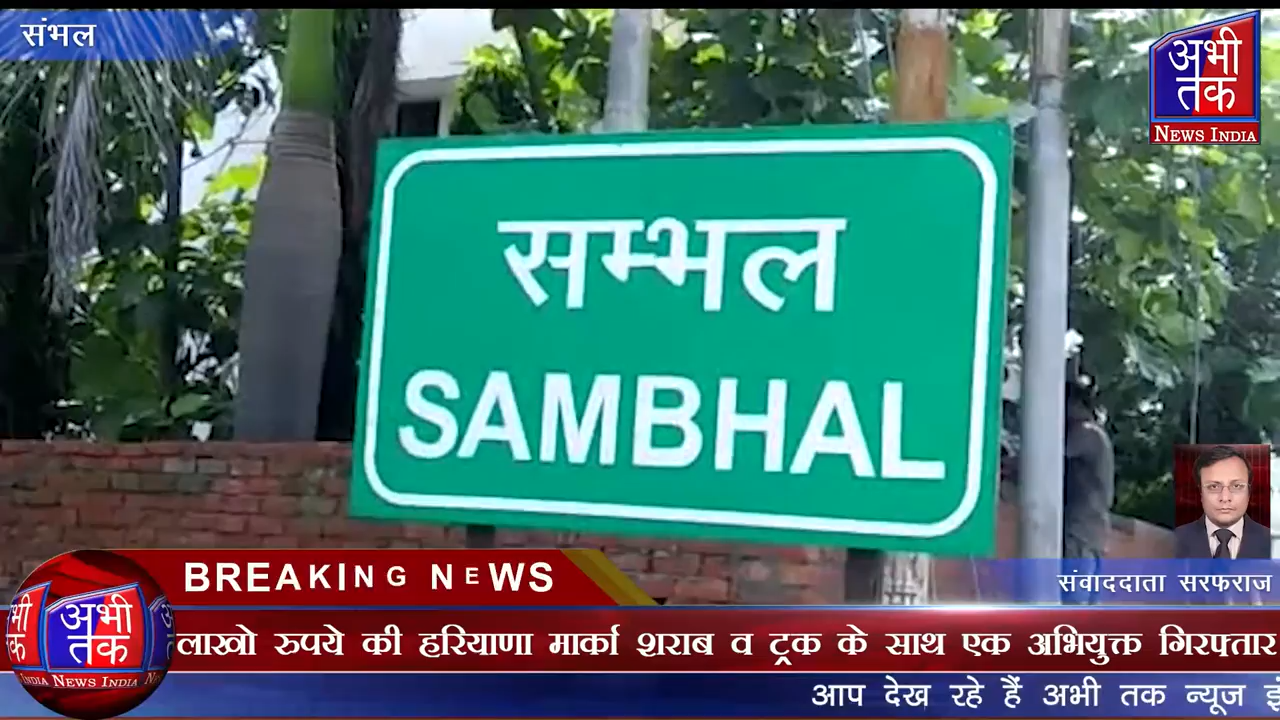 संभल
अभी
तक
NEWS INDIA
सम्भल
SAMBHAL
BREAKING NEWS
संवाददाता सरफराज
अभी
तक
NEWS INDIA
लाखो रुपये की हरियाणा मार्का शराब व ट्रक के साथ एक अभियुक्त गिरफ्तार
आप देख रहे हैं अभी तक न्यूज